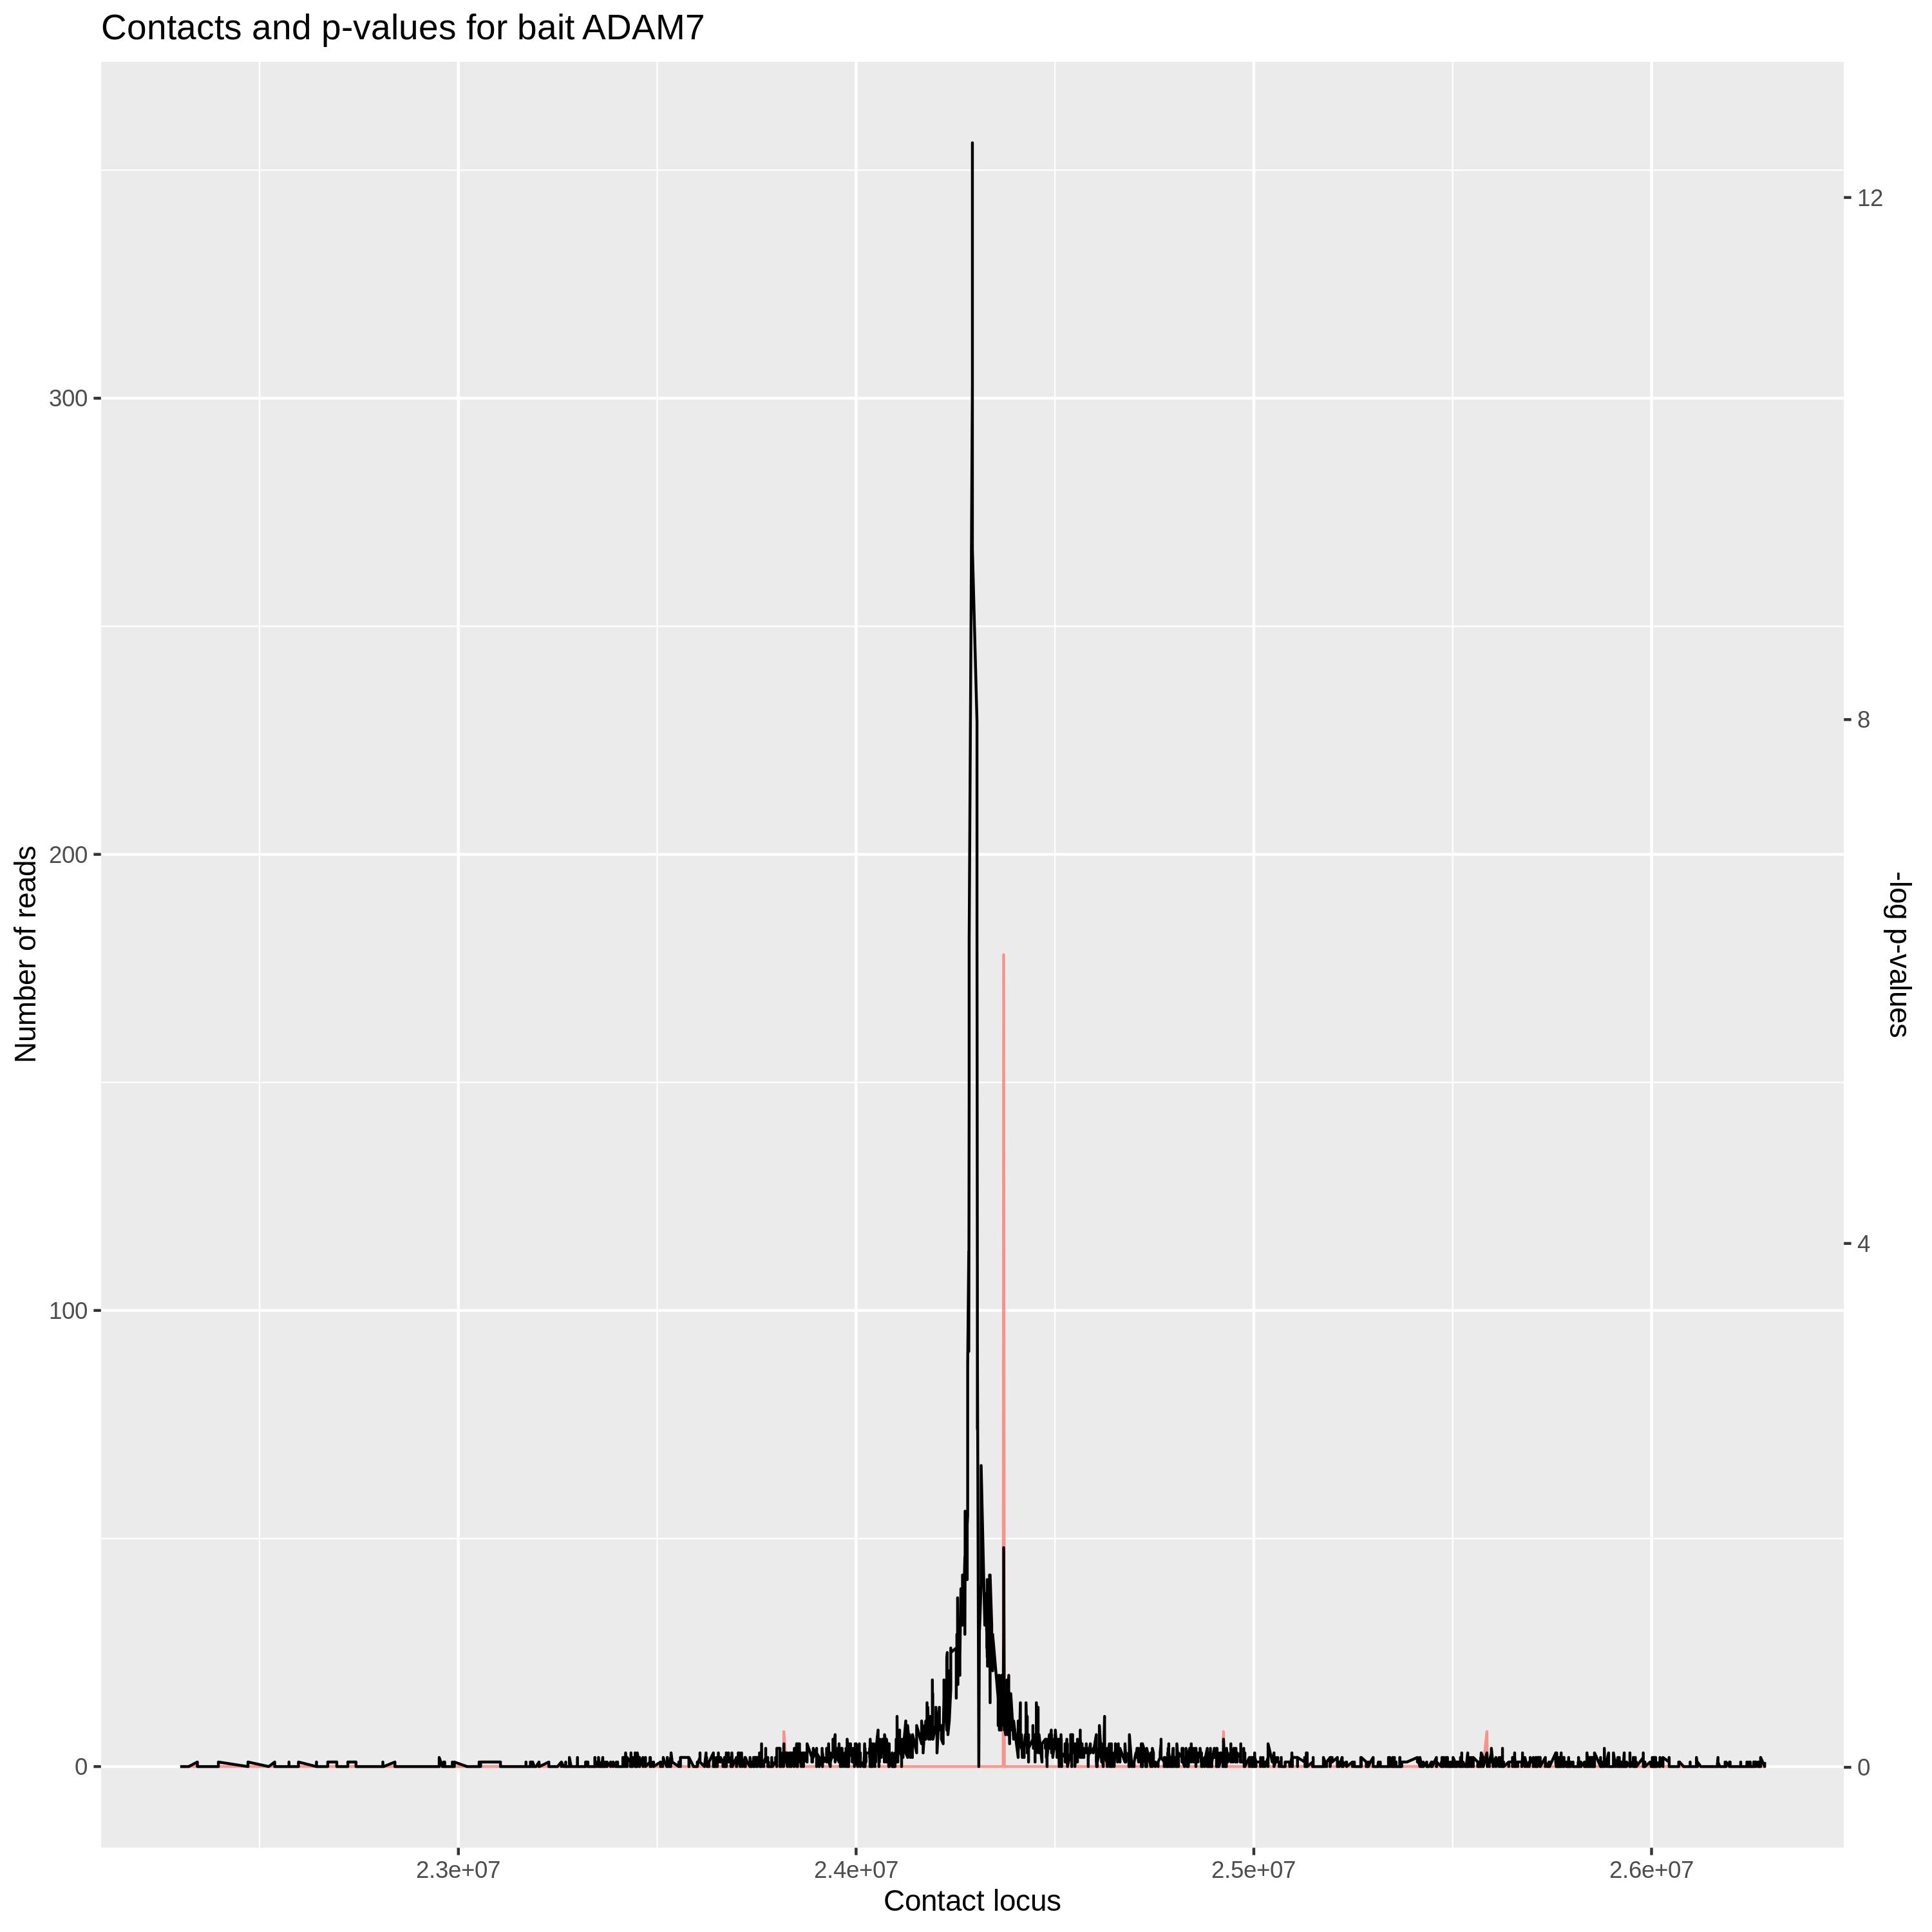 Contacts and p-values for bait ADAM7
Number of reads
300
200
100
0
12
8
4
0
-log p-values
2.3e+07
2.4e+07
2.5e+07
2.6e+07
Contact locus